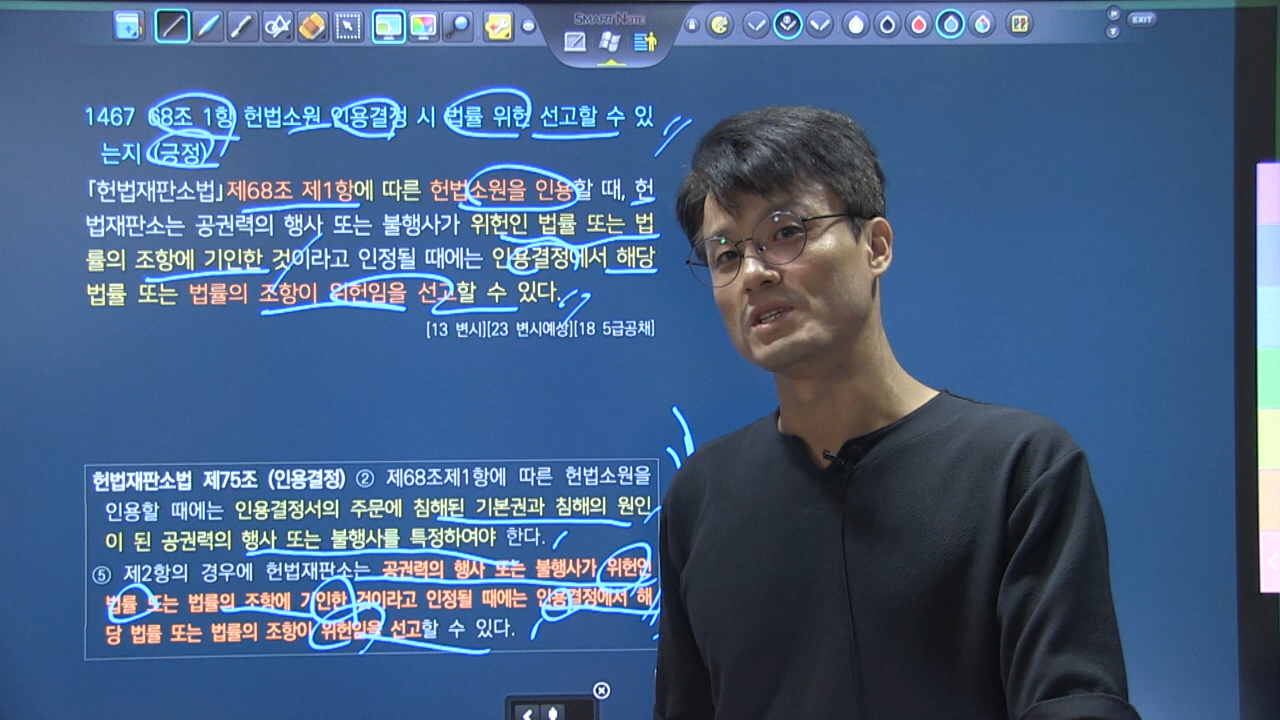 SMART NOTE
EXIT
1467 68조 1항 헌법소원 인용결정 시 법률 위헌 선고할 수 있
는지 (긍정)
「헌법재판소법」제68조 제1항에 따른 헌법소원을 인용할 때, 헌
법재판소는 공권력의 행사 또는 불행사가 위헌인 법률 또는 법
률의 조항에 기인한 것이라고 인정될 때에는 인용결정에서 해당
법률 또는 법률의 조항이 위헌임을 선고할 수 있다.
[13 변시][23 변시예상][18 5급공채]
헌법재판소법 제75조 (인용결정) ② 제68조제1항에 따른 헌법소원을
인용할 때에는 인용결정서의 주문에 침해된 기본권과 침해의 원인
이 된 공권력의 행사 또는 불행사를 특정하여야 한다.
⑤ 제2항의 경우에 헌법재판소는 공권력의 행사 또는 불행사가 위헌인
법률 또는 법률의 조항에 기인한 것이라고 인정될 때에는 인용결정에서 해
당 법률 또는 법률의 조항이 위헌임을 선고할 수 있다.